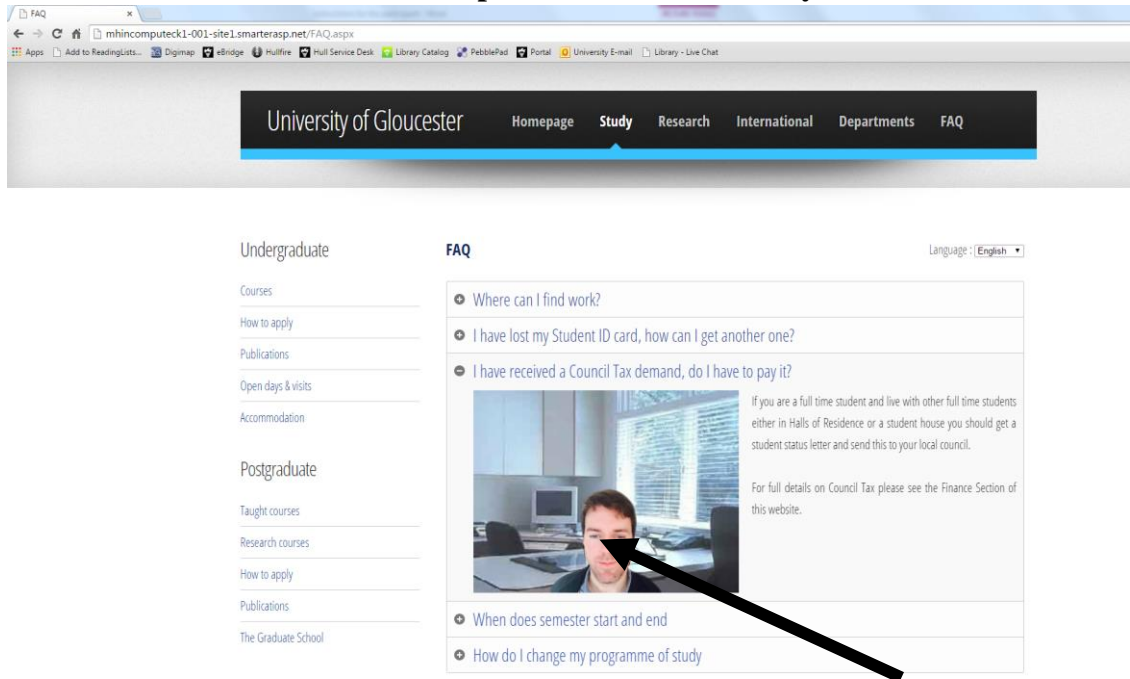 FAQ
mhincomputeck1-001-site1.smarterasp.net/FAQ.aspx
Apps Add to ReadingLists... Digimap eBridge Hullfire Hull Service Desk Library Catalog PebblePad Portal University E-mail Library - Live Chat
University of Gloucester Homepage Study Research International Departments FAQ
Undergraduate
Courses
How to apply
Publications
Open days & visits
Accommodation
Postgraduate
Taught courses
Research courses
How to apply
Publications
The Graduate School
FAQ
Language : English
Where can I find work?
I have lost my Student ID card, how can I get another one?
I have received a Council Tax demand, do I have to pay it?
If you are a full time student and live with other full time students
either in Halls of Residence or a student house you should get a
student status letter and send this to your local council.
For full details on Council Tax please see the Finance Section of
this website.
When does semester start and end
How do I change my programme of study